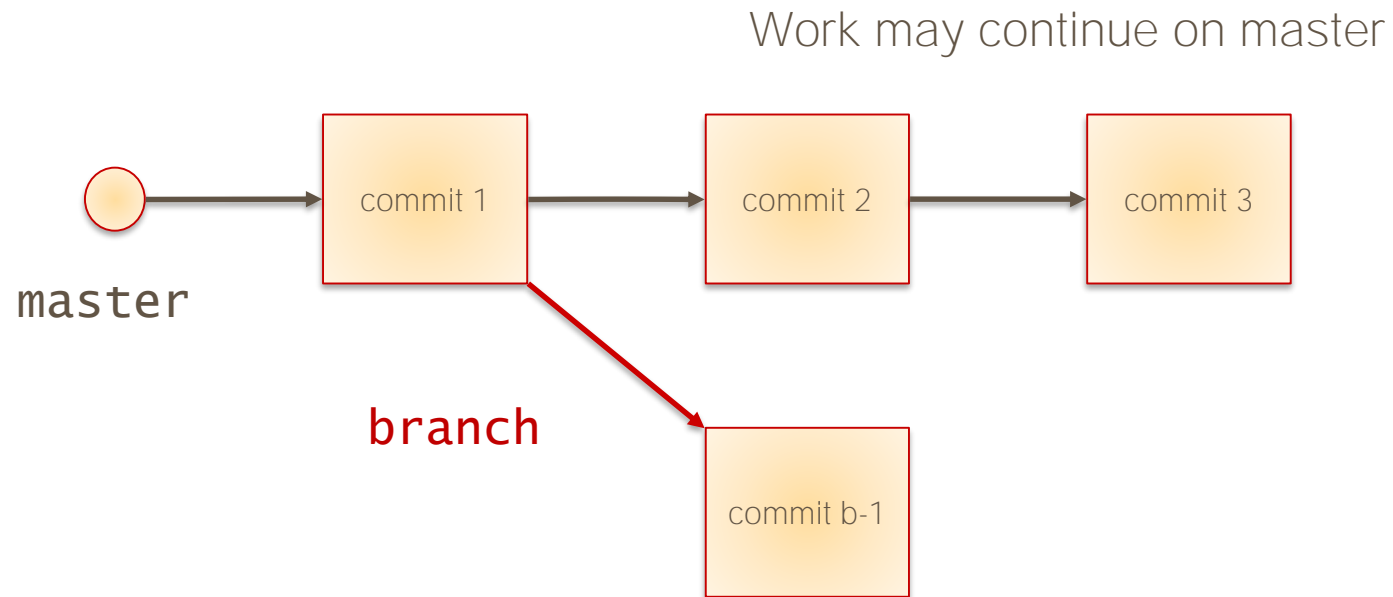 Work may continue on master
commit 1
commit 2
commit 3
master
branch
commit b-1